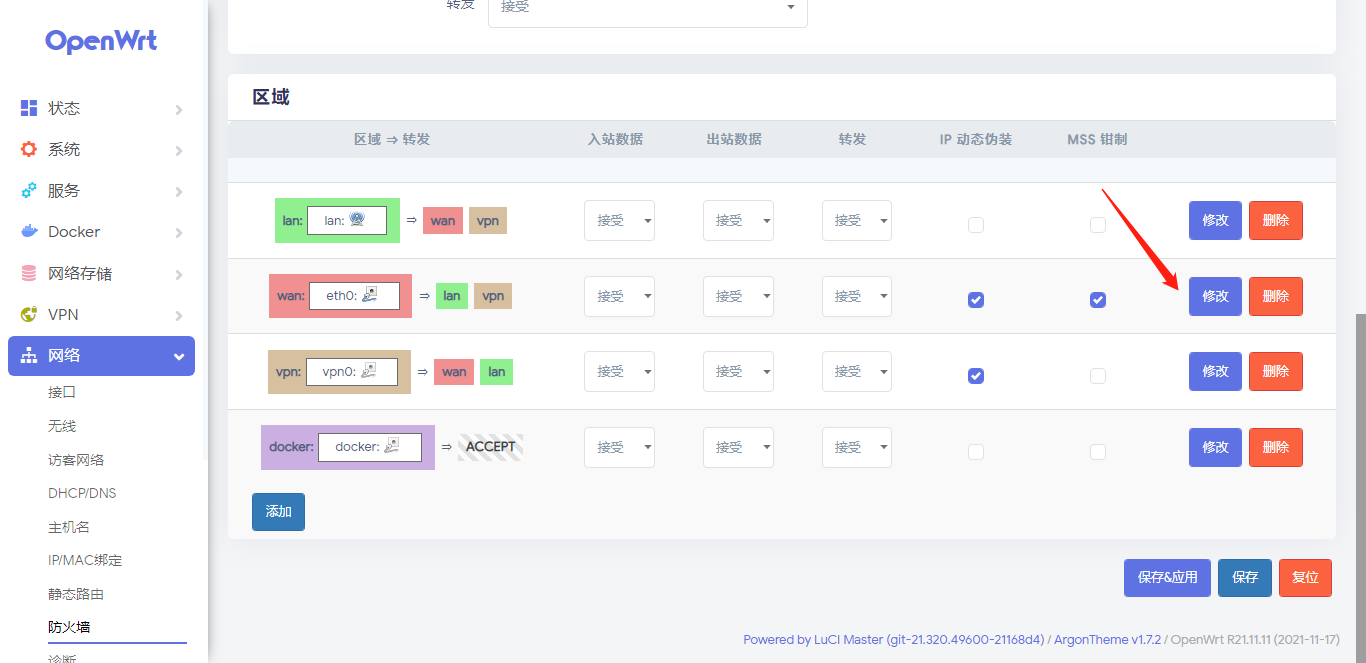 转发 接受
OpenWrt
状态
系统
服务
Docker
网络存储
VPN
网络
接口
无线
访客网络
DHCP/DNS
主机名
IP/MAC绑定
静态路由
防火墙
诊断
区域
区域 ⇒ 转发 入站数据 出站数据 转发 IP 动态伪装 MSS 钳制
lan: lan: ⇒ wan vpn 接受 接受 接受 修改 删除
wan: eth0: ⇒ lan vpn 接受 接受 接受 修改 删除
vpn: vpn0: ⇒ wan lan 接受 接受 接受 修改 删除
docker: docker: ⇒ ACCEPT 接受 接受 接受 修改 删除
添加
保存&应用 保存 复位
Powered by LuCI Master (git-21.320.49600-21168d4) / ArgonTheme v1.7.2 / OpenWrt R21.11.11 (2021-11-17)